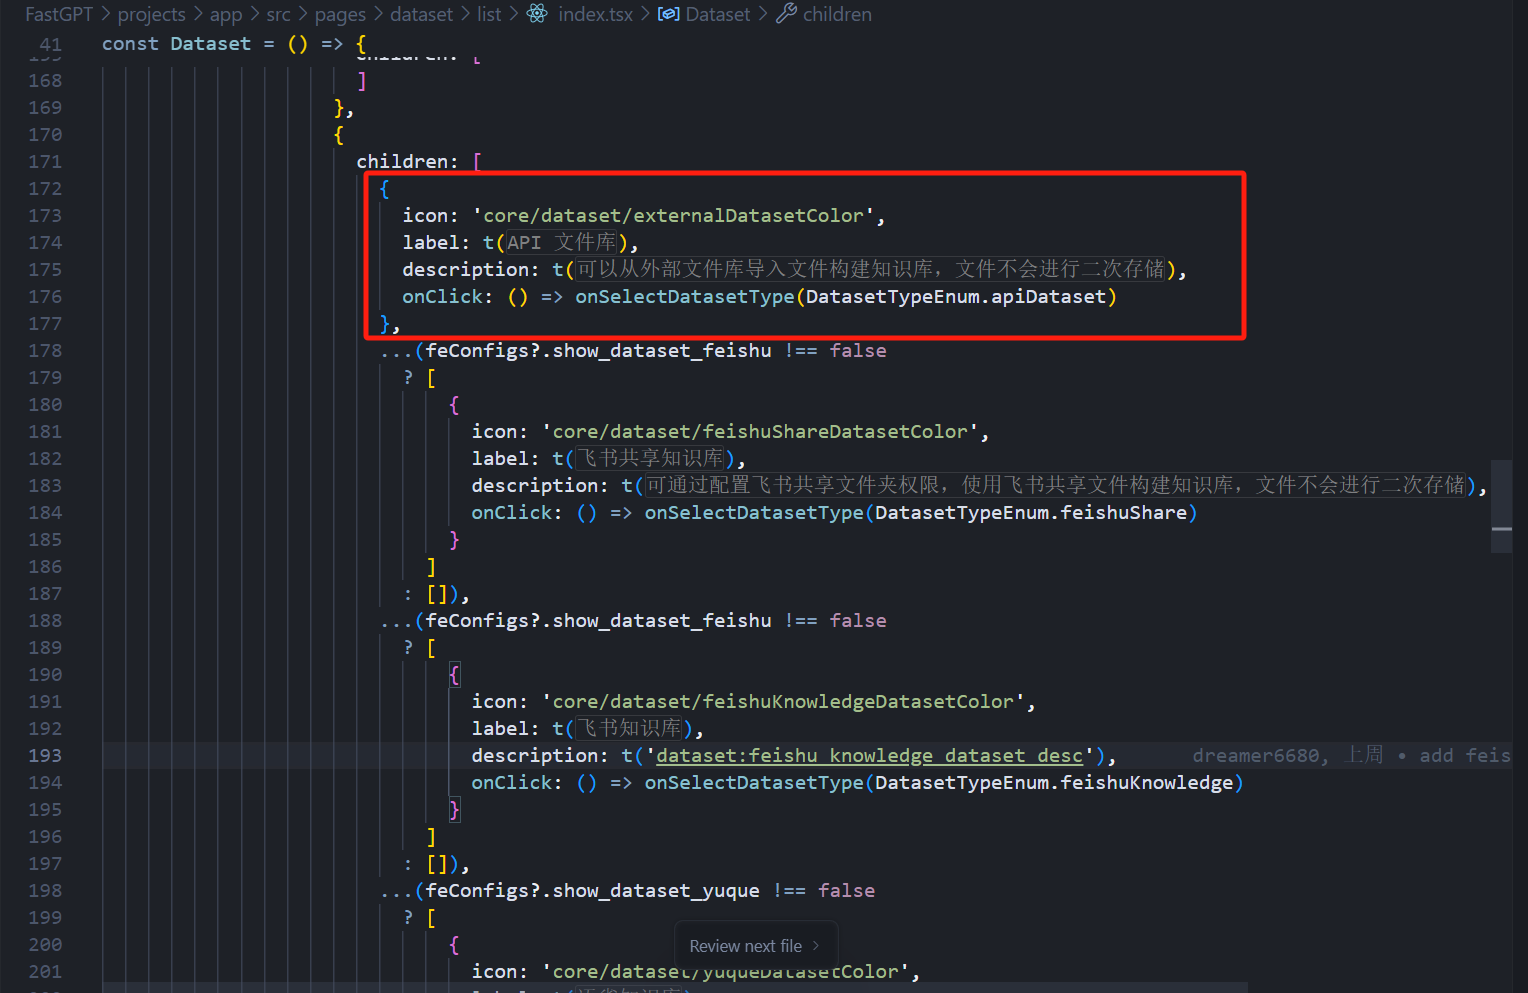 FastGPT > projects > app > src > pages > dataset > list > index.tsx > Dataset > children
41 const Dataset = () => {
children: [
168 ]
169 },
170 {
171 children: [
172 {
173 icon: 'core/dataset/externalDatasetColor',
174 label: t(API 文件库),
175 description: t(可以从外部文件库导入文件构建知识库，文件不会进行二次存储),
176 onClick: () => onSelectDatasetType(DatasetTypeEnum.apiDataset)
177 },
178 ...(feConfigs?.show_dataset_feishu !== false
179 ? [
180 {
181 icon: 'core/dataset/feishuShareDatasetColor',
182 label: t(飞书共享知识库),
183 description: t(可通过配置飞书共享文件夹权限，使用飞书共享文件构建知识库，文件不会进行二次存储),
184 onClick: () => onSelectDatasetType(DatasetTypeEnum.feishuShare)
185 }
186 ]
187 : []),
188 ...(feConfigs?.show_dataset_feishu !== false
189 ? [
190 {
191 icon: 'core/dataset/feishuKnowledgeDatasetColor',
192 label: t(飞书知识库),
193 description: t('dataset:feishu_knowledge_dataset_desc'), dreamer6680, 上周 • add feis
194 onClick: () => onSelectDatasetType(DatasetTypeEnum.feishuKnowledge)
195 }
196 ]
197 : []),
198 ...(feConfigs?.show_dataset_yuque !== false
199 ? [
200 {
Review next file >
201 icon: 'core/dataset/yuqueDatasetColor',